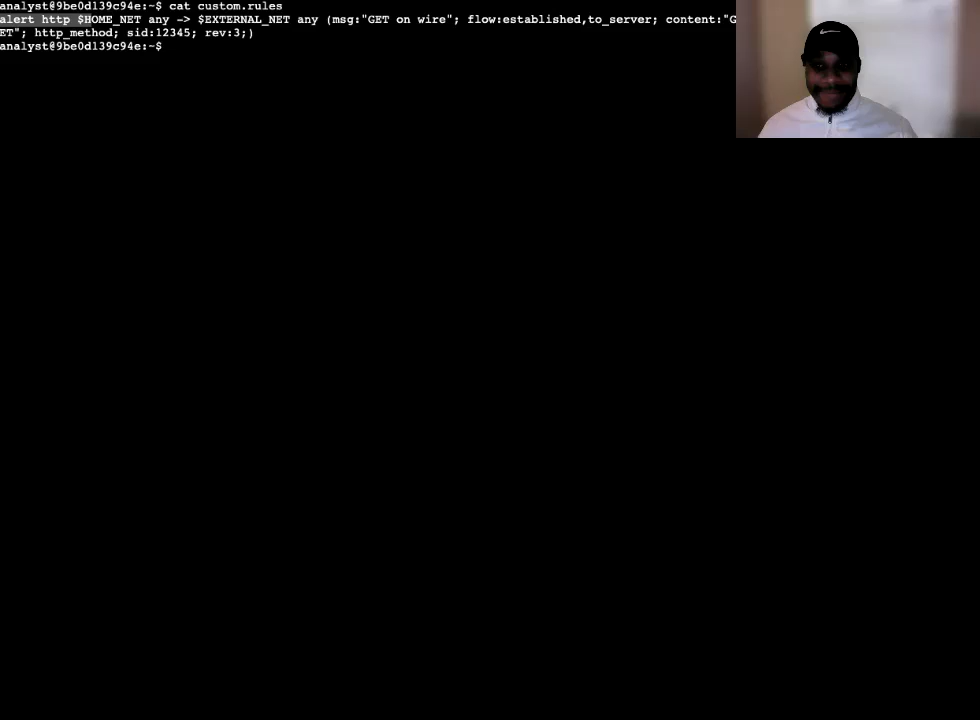 analyst@9be0d139c94e:~$ cat custom.rules
alert http $HOME_NET any -> $EXTERNAL_NET any (msg:"GET on wire"; flow:established,to_server; content:"G
ET"; http_method; sid:12345; rev:3;)
analyst@9be0d139c94e:~$